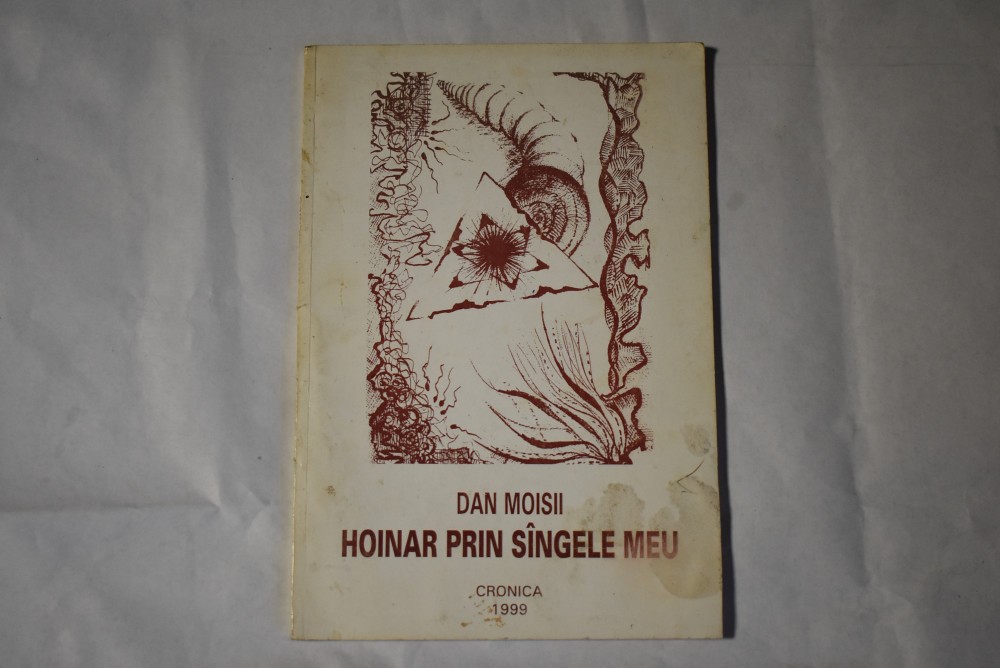 DAN MOISII
HOINAR PRIN SÎNGELE MEU
CRONICA
1999